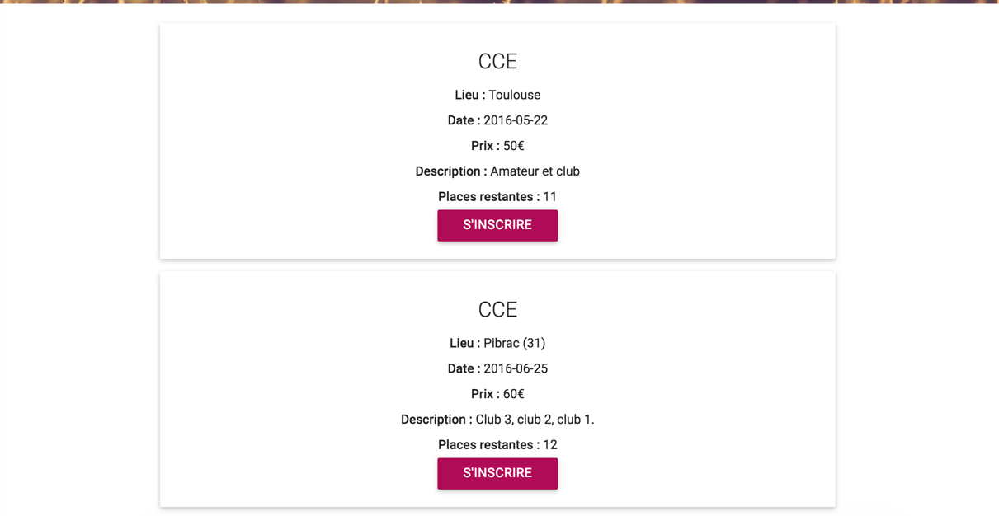 CCE
Lieu : Toulouse
Date : 2016-05-22
Prix : 50€
Description : Amateur et club
Places restantes : 11
S'INSCRIRE
CCE
Lieu : Pibrac (31)
Date : 2016-06-25
Prix : 60€
Description : Club 3, club 2, club 1.
Places restantes : 12
S'INSCRIRE